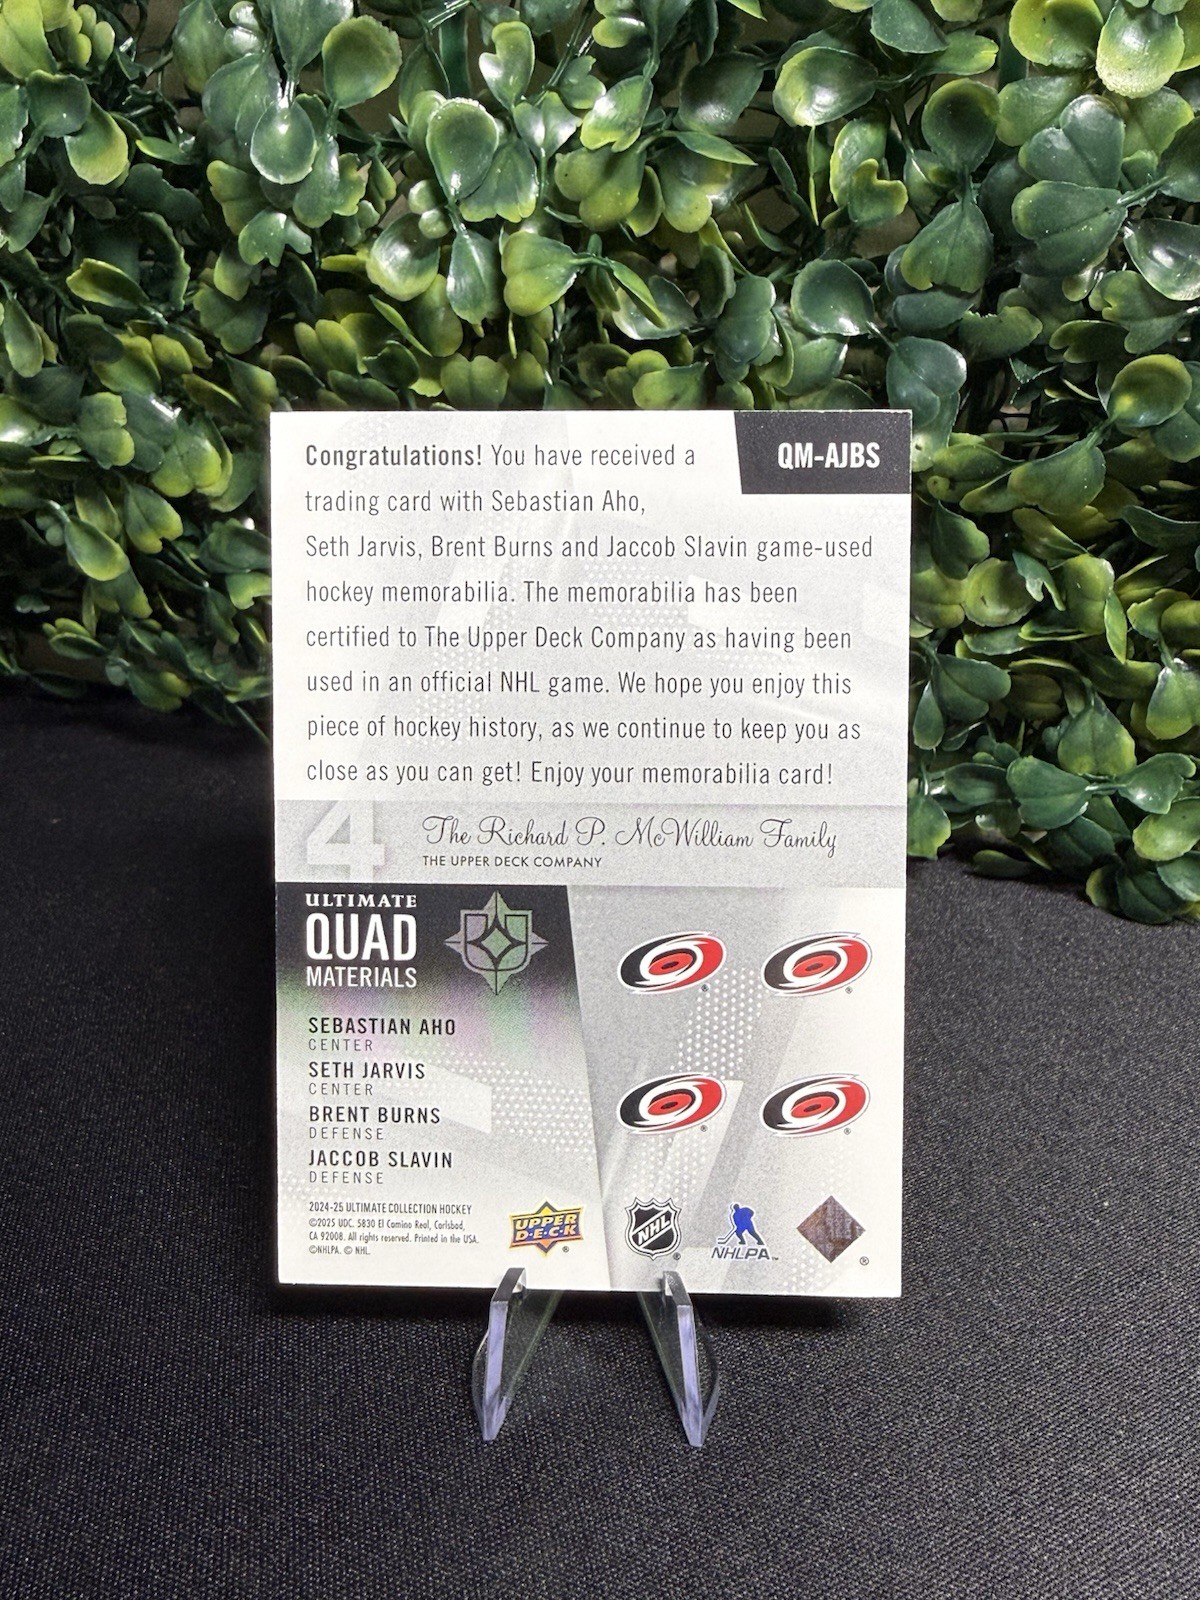 Congratulations! You have received a
QM-AJBS
trading card with Sebastian Aho,
Seth Jarvis, Brent Burns and Jaccob Slavin game-used
hockey memorabilia. The memorabilia has been
certified to The Upper Deck Company as having been
used in an official NHL game. We hope you enjoy this
piece of hockey history, as we continue to keep you as
close as you can get! Enjoy your memorabilia card!
4
The Richard P. McWilliam Family
THE UPPER DECK COMPANY
ULTIMATE
QUAD
MATERIALS
SEBASTIAN AHO
CENTER
SETH JARVIS
CENTER
BRENT BURNS
DEFENSE
JACCOB SLAVIN
DEFENSE
2024-25 ULTIMATE COLLECTION HOCKEY
©2025 UDC. 5830 El Camino Real, Carlsbad,
CA 92008. All rights reserved. Printed in the USA.
©NHLPA. © NHL.
UPPER
DECK
®
NHL
®
NHLPA™
®